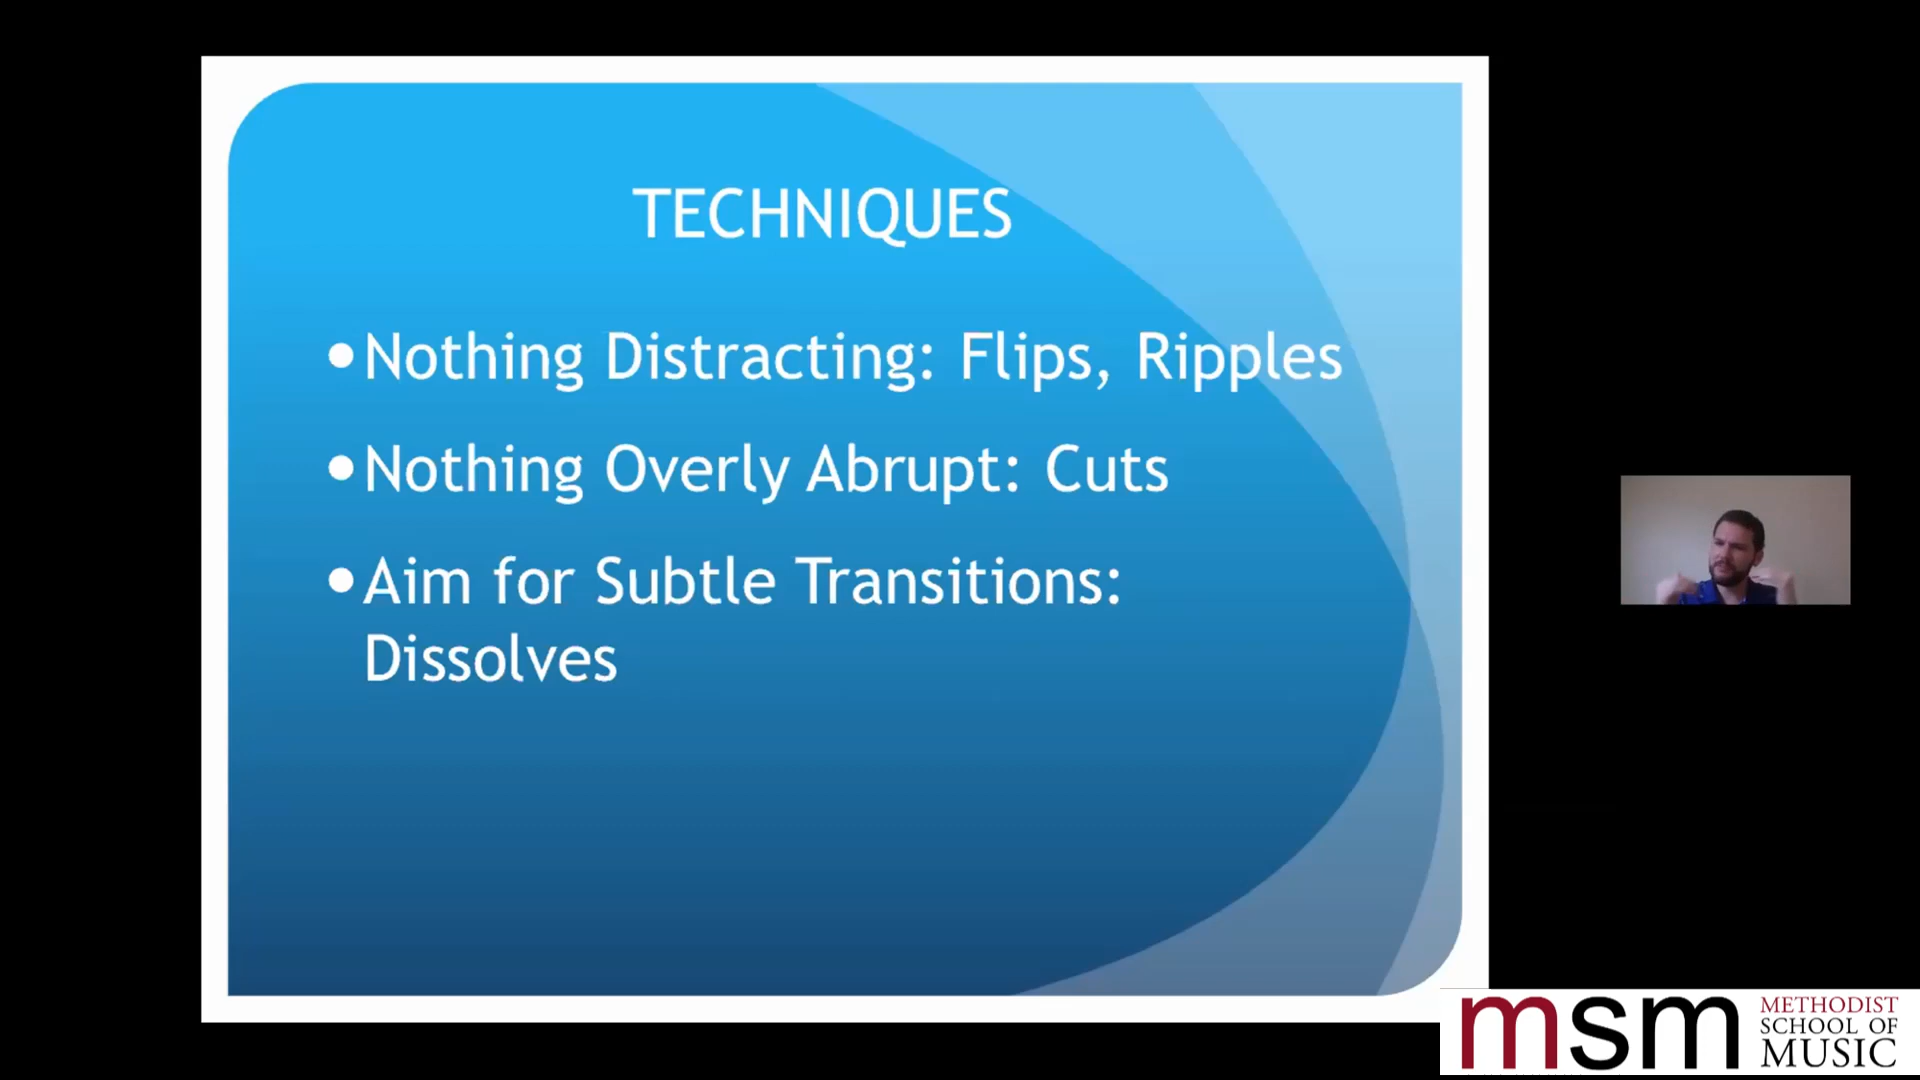 TECHNIQUES
•Nothing Distracting: Flips, Ripples
•Nothing Overly Abrupt: Cuts
•Aim for Subtle Transitions:
Dissolves
msm
METHODIST
SCHOOL OF
MUSIC